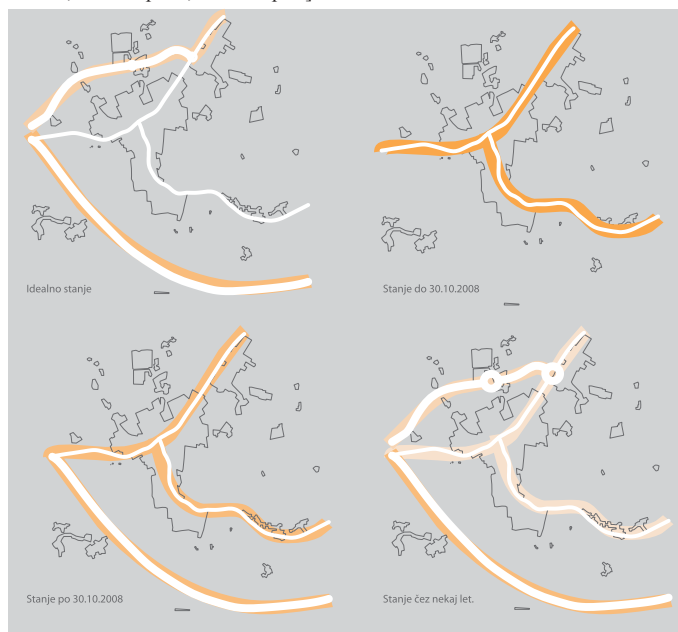 Idealno stanje
Stanje do 30.10.2008
Stanje po 30.10.2008
Stanje čez nekaj let.